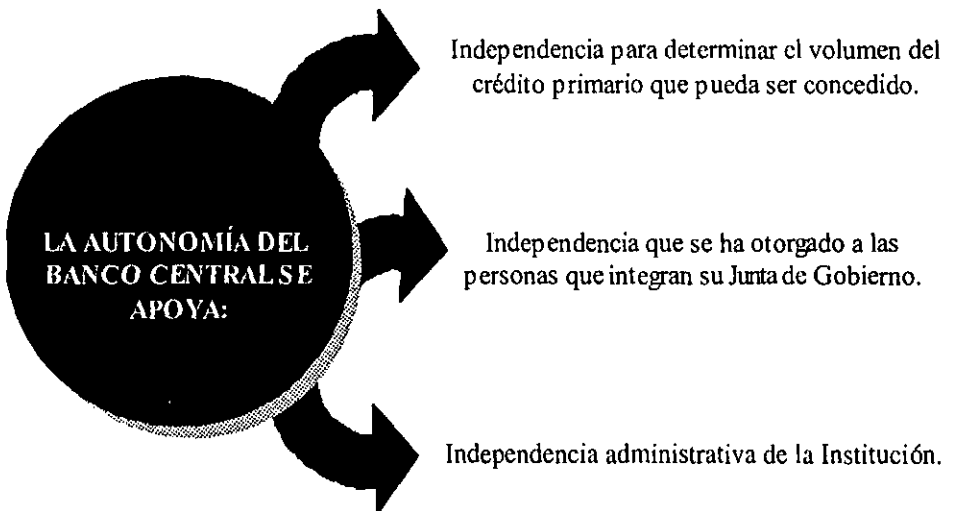 Independencia para determinar el volumen del
crédito primario que pueda ser concedido.
LA AUTONOMÍA DEL
BANCO CENTRAL SE
APOYA:
Independencia que se ha otorgado a las
personas que integran su Junta de Gobierno.
Independencia administrativa de la Institución.